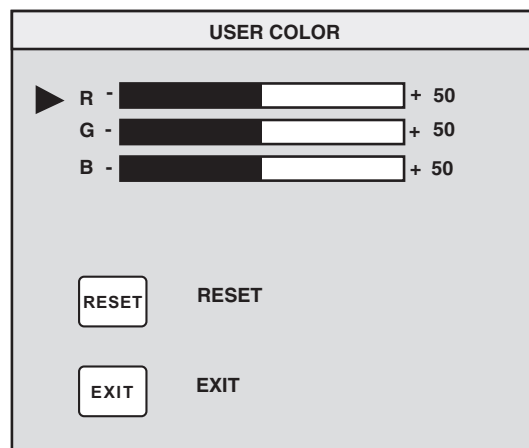 USER COLOR
R - + 50
G - + 50
B - + 50
RESET RESET
EXIT EXIT